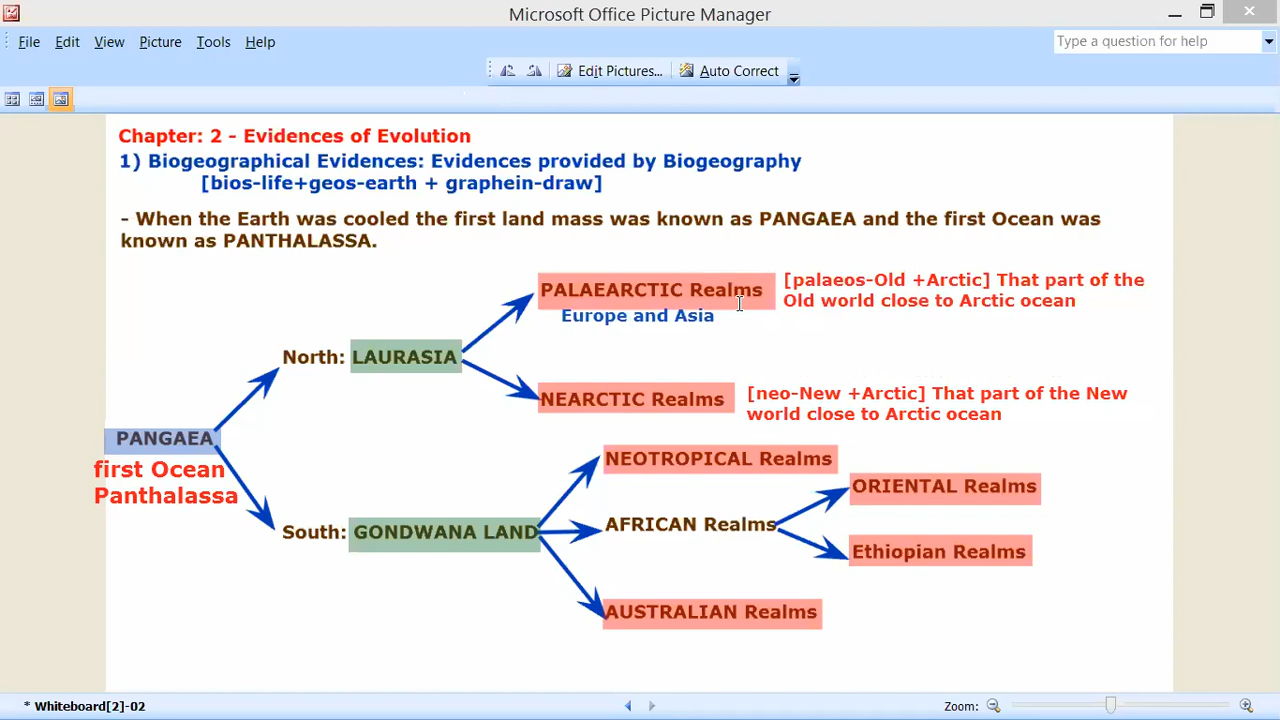 Microsoft Office Picture Manager
File Edit View Picture Tools Help
Type a question for help
Edit Pictures... Auto Correct
Chapter: 2 - Evidences of Evolution
1) Biogeographical Evidences: Evidences provided by Biogeography
[bios-life+geos-earth + graphein-draw]
- When the Earth was cooled the first land mass was known as PANGAEA and the first Ocean was
known as PANTHALASSA.
PALAEARCTIC Realms
[palaeos-Old +Arctic] That part of the
Old world close to Arctic ocean
Europe and Asia
North: LAURASIA
NEARCTIC Realms
[neo-New +Arctic] That part of the New
world close to Arctic ocean
PANGAEA
first Ocean
Panthalassa
NEOTROPICAL Realms
ORIENTAL Realms
South: GONDWANA LAND
AFRICAN Realms
Ethiopian Realms
AUSTRALIAN Realms
* Whiteboard[2]-02
Zoom: